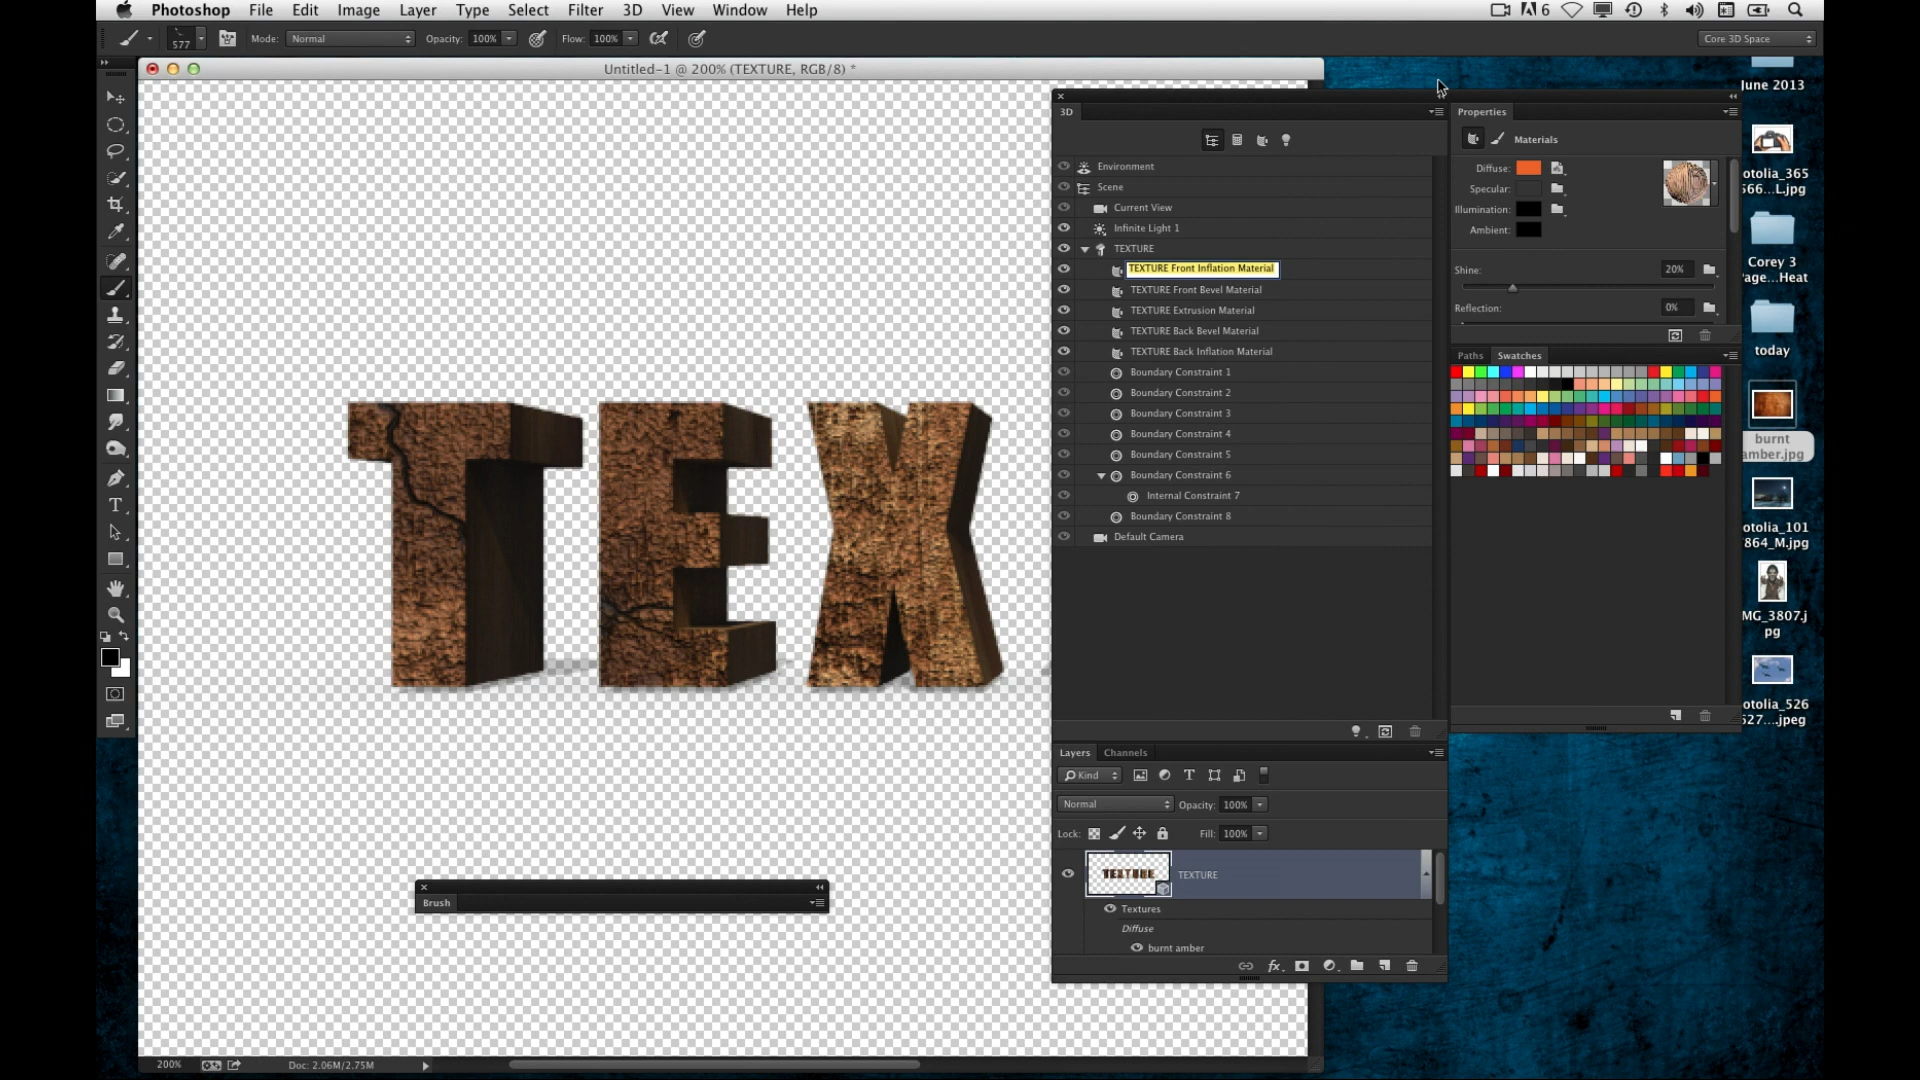 Photoshop File Edit Image Layer Type Select Filter 3D View Window Help 6
577 Mode: Normal Opacity: 100% Flow: 100% Core 3D Space
Untitled-1 @ 200% (TEXTURE, RGB/8) *
TEX
3D
Environment
Scene
Current View
Infinite Light 1
TEXTURE
TEXTURE Front Inflation Material
TEXTURE Front Bevel Material
TEXTURE Extrusion Material
TEXTURE Back Bevel Material
TEXTURE Back Inflation Material
Boundary Constraint 1
Boundary Constraint 2
Boundary Constraint 3
Boundary Constraint 4
Boundary Constraint 5
Boundary Constraint 6
Internal Constraint 7
Boundary Constraint 8
Default Camera
Properties
Materials
Diffuse:
Specular:
Illumination:
Ambient:
Shine: 20%
Reflection: 0%
Paths Swatches
Layers Channels
Kind
Normal Opacity: 100%
Lock: Fill: 100%
TEXTURE
TEXTURE
Textures
Diffuse
burnt amber
Brush
200% Doc: 2.06M/2.75M
June 2013
otolia_365
566...L.jpg
Corey 3
Page...Heat
today
burnt
amber.jpg
otolia_101
864_M.jpg
MG_3807.j
pg
otolia_526
527....jpeg